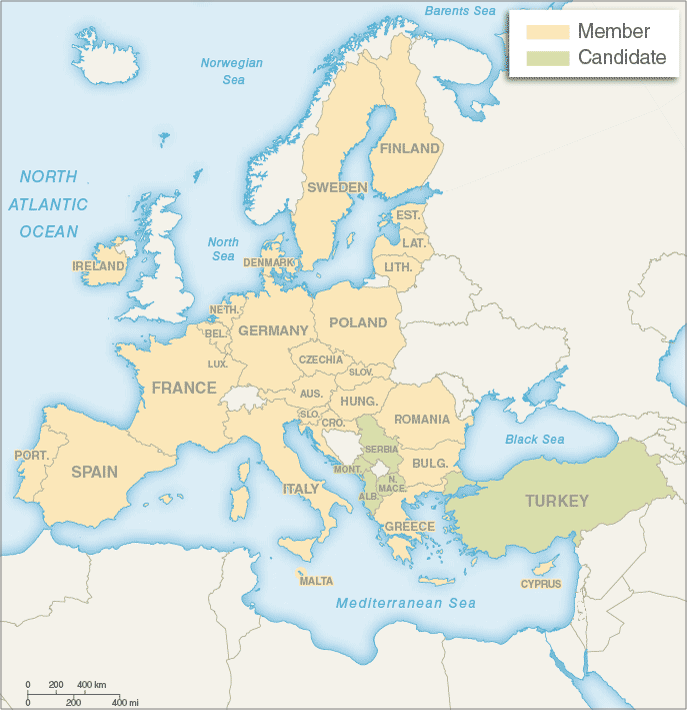 Barents Sea
Member
Candidate
Norwegian
Sea
FINLAND
NORTH
ATLANTIC
OCEAN
SWEDEN
EST.
North
Sea
LAT.
IRELAND
DENMARK
LITH.
NETH.
GERMANY
POLAND
BEL.
LUX.
CZECHIA
SLOV.
FRANCE
AUS.
HUNG.
SLO.
CRO.
ROMANIA
Black Sea
SERBIA
PORT.
SPAIN
MONT.
BULG.
N.
MACE.
ITALY
ALB.
TURKEY
GREECE
MALTA
CYPRUS
Mediterranean Sea
0 200 400 km
0 200 400 mi